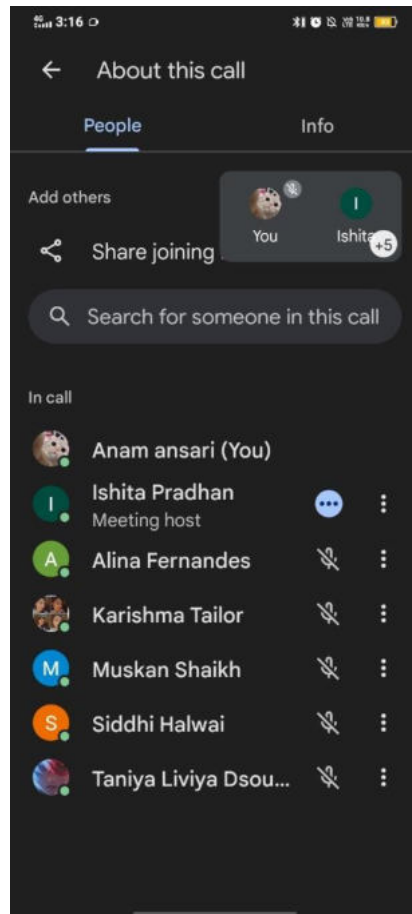 4G 3:16
About this call
People Info
Add others
You Ishita +5
Share joining
Search for someone in this call
In call
Anam ansari (You)
I Ishita Pradhan
Meeting host
A Alina Fernandes
Karishma Tailor
M Muskan Shaikh
S Siddhi Halwai
Taniya Liviya Dsou...